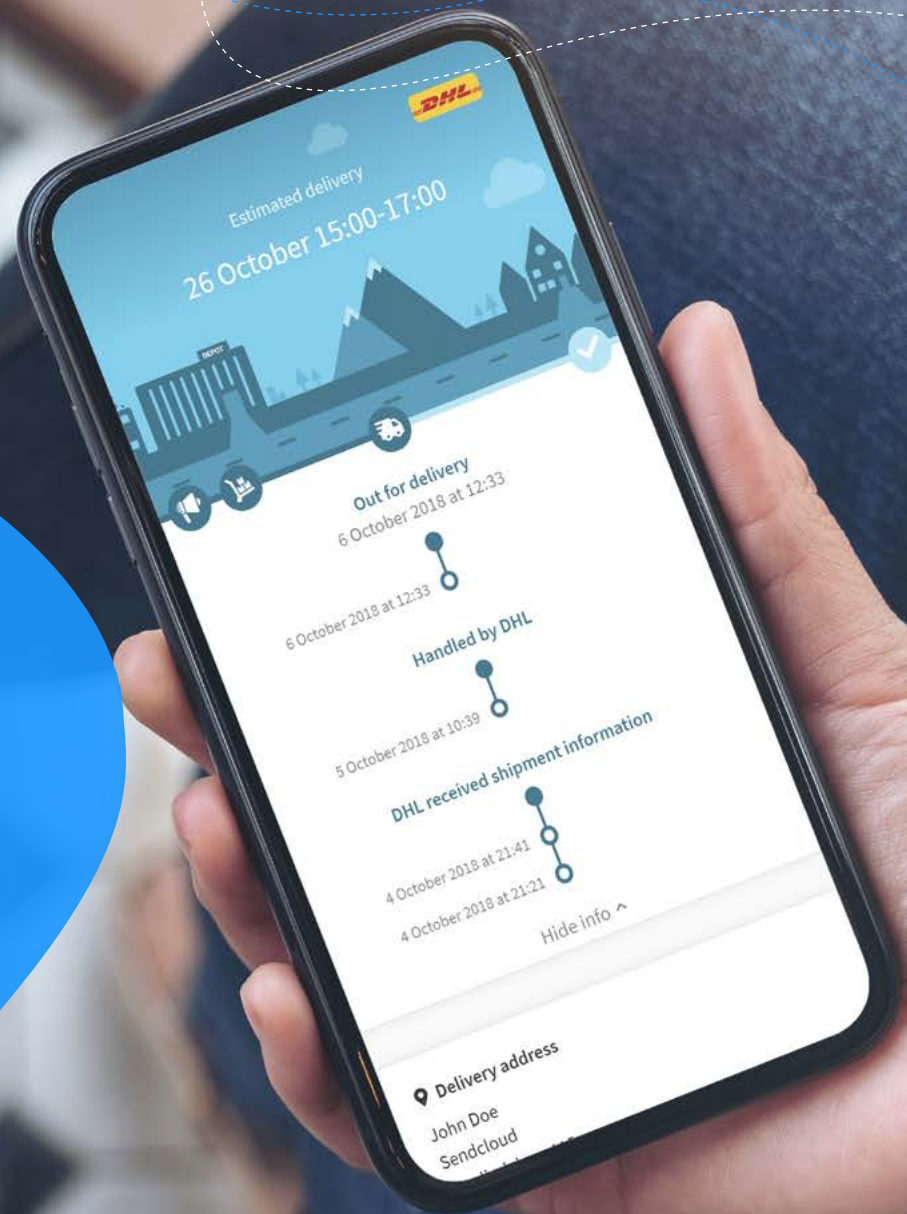 DHL
Estimated delivery
26 October 15:00-17:00
DEPOT
Out for delivery
6 October 2018 at 12:33
6 October 2018 at 12:33
Handled by DHL
5 October 2018 at 10:39
DHL received shipment information
4 October 2018 at 21:41
4 October 2018 at 21:21
Hide info
Delivery address
John Doe
Sendcloud